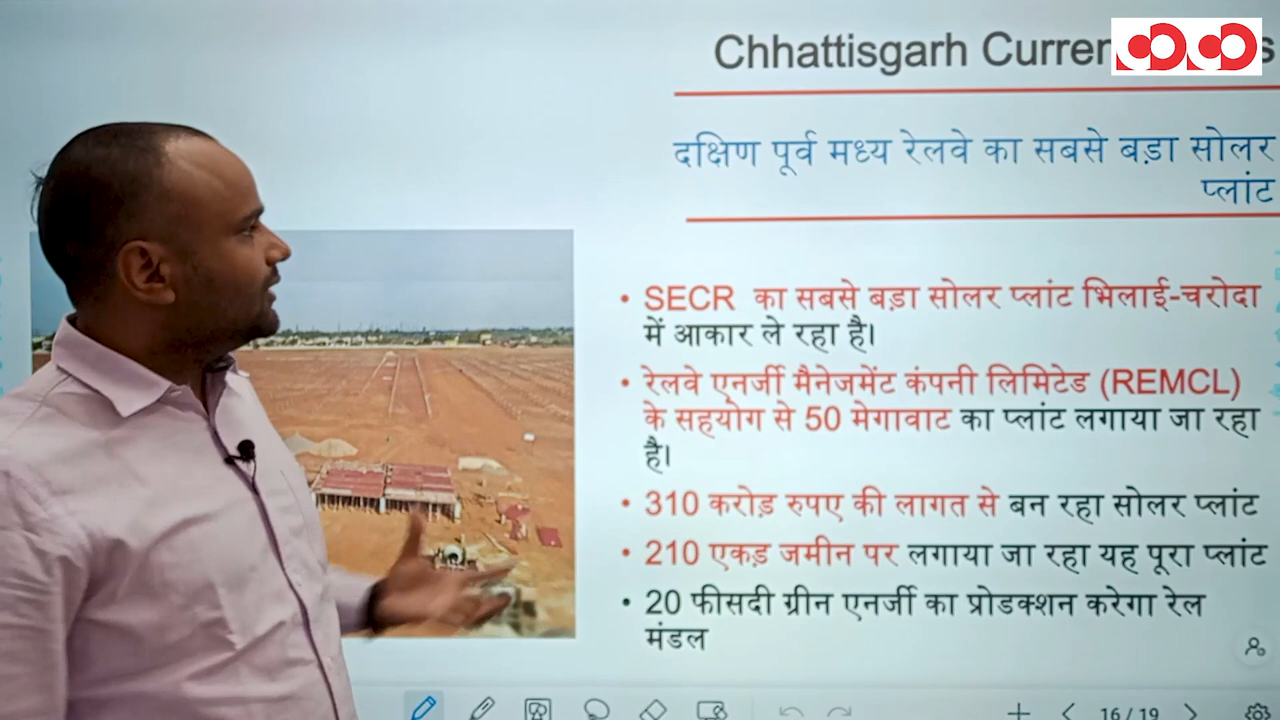 Chhattisgarh Curren
दक्षिण पूर्व मध्य रेलवे का सबसे बड़ा सोलर
प्लांट
• SECR का सबसे बड़ा सोलर प्लांट भिलाई-चरोदा
में आकार ले रहा है।
• रेलवे एनर्जी मैनेजमेंट कंपनी लिमिटेड (REMCL)
के सहयोग से 50 मेगावाट का प्लांट लगाया जा रहा
है।
• 310 करोड़ रुपए की लागत से बन रहा सोलर प्लांट
• 210 एकड़ जमीन पर लगाया जा रहा यह पूरा प्लांट
• 20 फीसदी ग्रीन एनर्जी का प्रोडक्शन करेगा रेल
मंडल
16/19